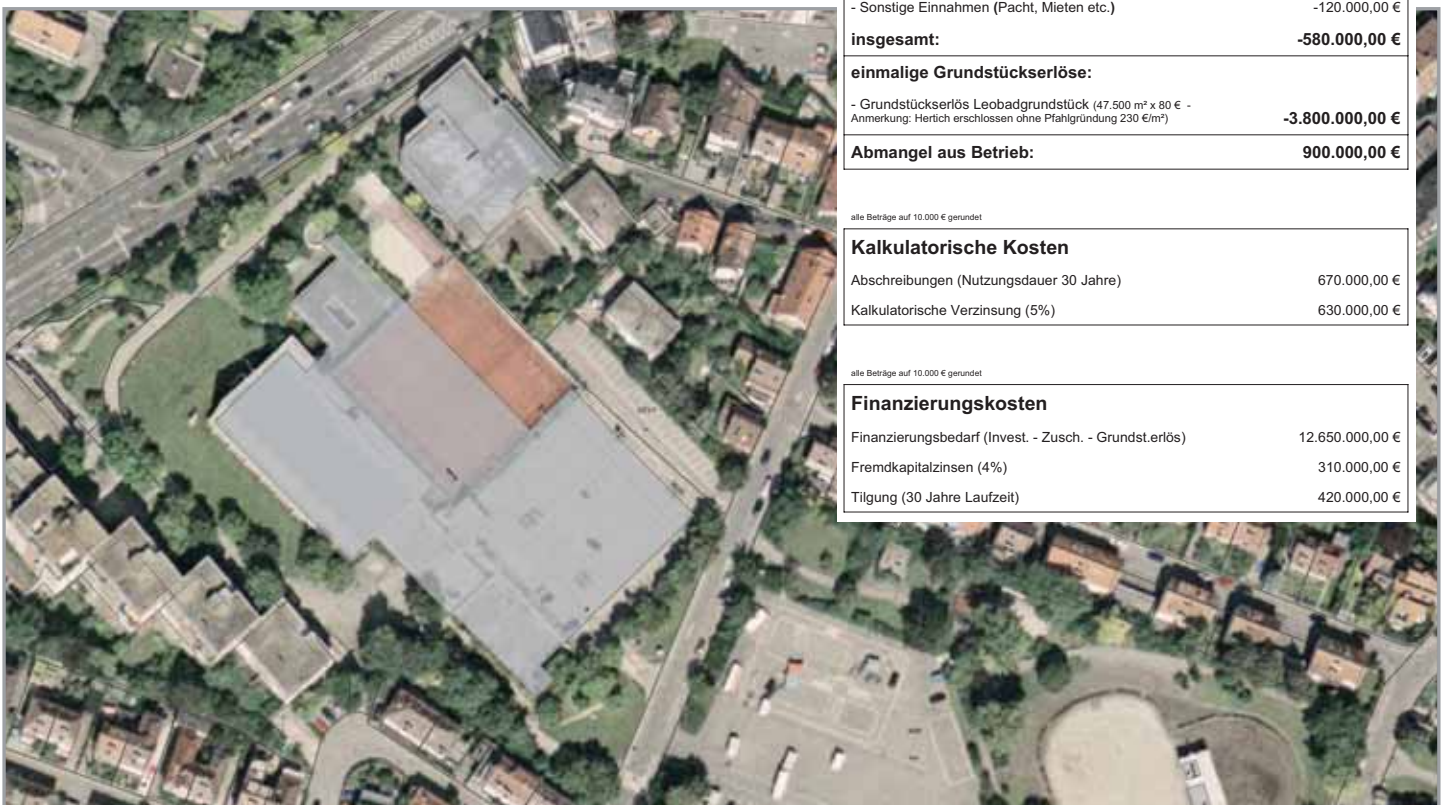 - Sonstige Einnahmen (Pacht, Mieten etc.) -120.000,00 €
insgesamt: -580.000,00 €
einmalige Grundstückserlöse:
- Grundstückserlös Leobadgrundstück (47.500 m² x 80 € -
Anmerkung: Hertich erschlossen ohne Pfahlgründung 230 €/m²) -3.800.000,00 €
Abmangel aus Betrieb: 900.000,00 €
alle Beträge auf 10.000 € gerundet
Kalkulatorische Kosten
Abschreibungen (Nutzungsdauer 30 Jahre) 670.000,00 €
Kalkulatorische Verzinsung (5%) 630.000,00 €
alle Beträge auf 10.000 € gerundet
Finanzierungskosten
Finanzierungsbedarf (Invest. - Zusch. - Grundst.erlös) 12.650.000,00 €
Fremdkapitalzinsen (4%) 310.000,00 €
Tilgung (30 Jahre Laufzeit) 420.000,00 €